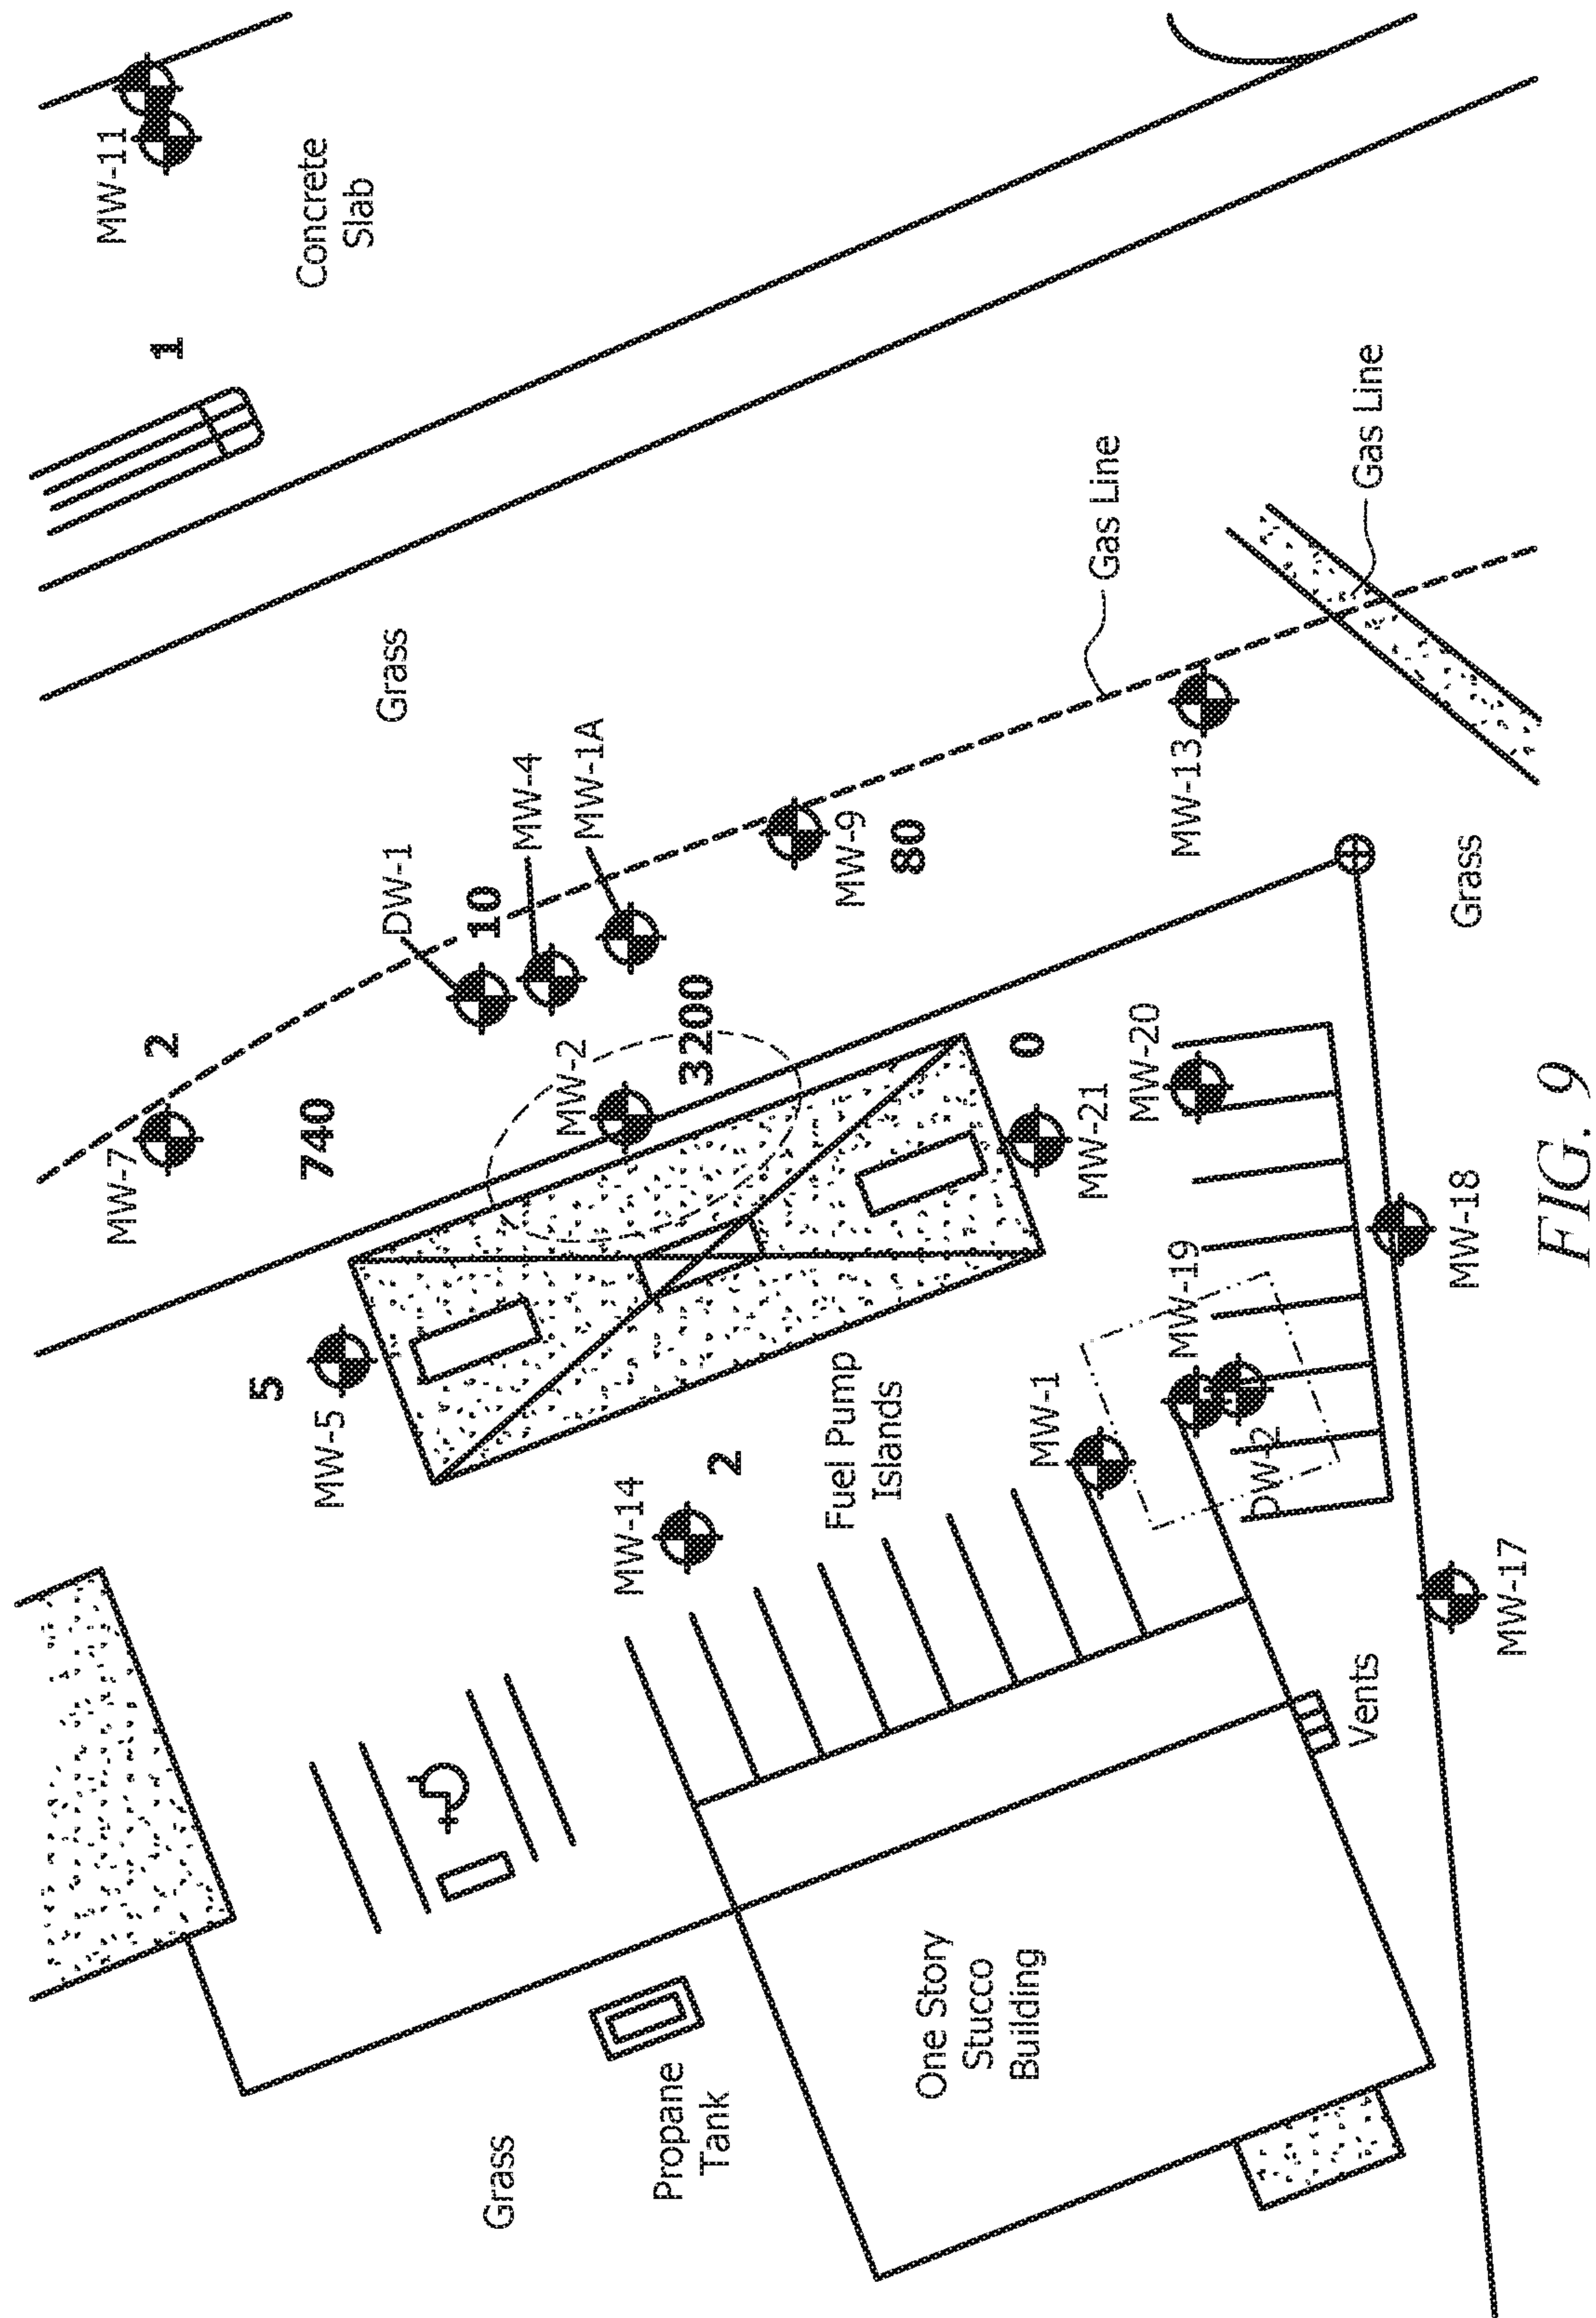 MW-11
Concrete
Slab
1
Gas Line
Gas Line
Grass
DW-1
10
MW-4
MW-1A
MW-9
80
MW-13
Grass
2
MW-7
740
MW-2
3200
0
MW-21
MW-20
MW-18
5
MW-5
MW-14
2
Fuel Pump
Islands
MW-1
MW-19
DW-2
MW-17
Vents
One Story
Stucco
Building
Propane
Tank
Grass
FIG. 9